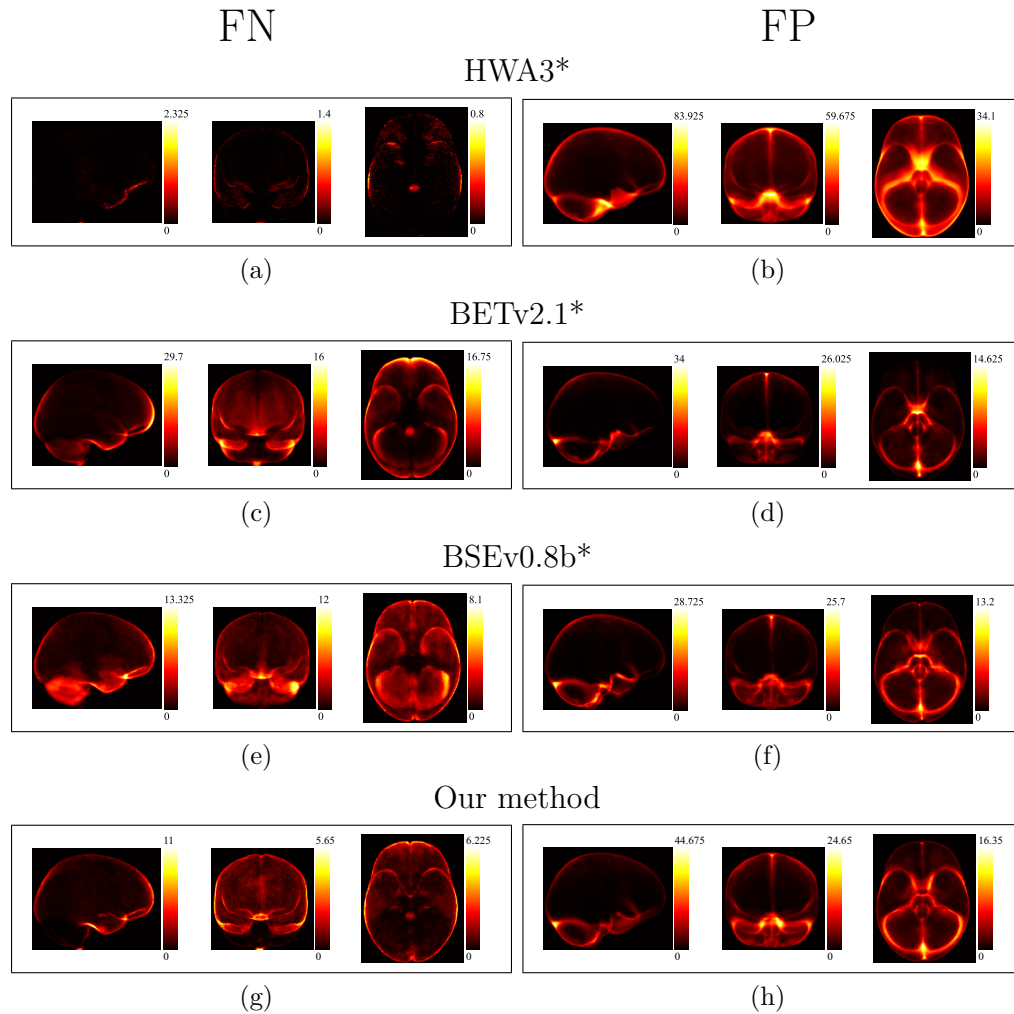 FN FP
HWA3*
2.325 1.4 0.8 83.925 59.675 34.1
0 0 0 0 0 0
(a) (b)
BETv2.1*
29.7 16 16.75 34 26.025 14.625
0 0 0 0 0 0
(c) (d)
BSEv0.8b*
13.325 12 8.1 28.725 25.7 13.2
0 0 0 0 0 0
(e) (f)
Our method
11 5.65 6.225 44.675 24.65 16.35
0 0 0 0 0 0
(g) (h)